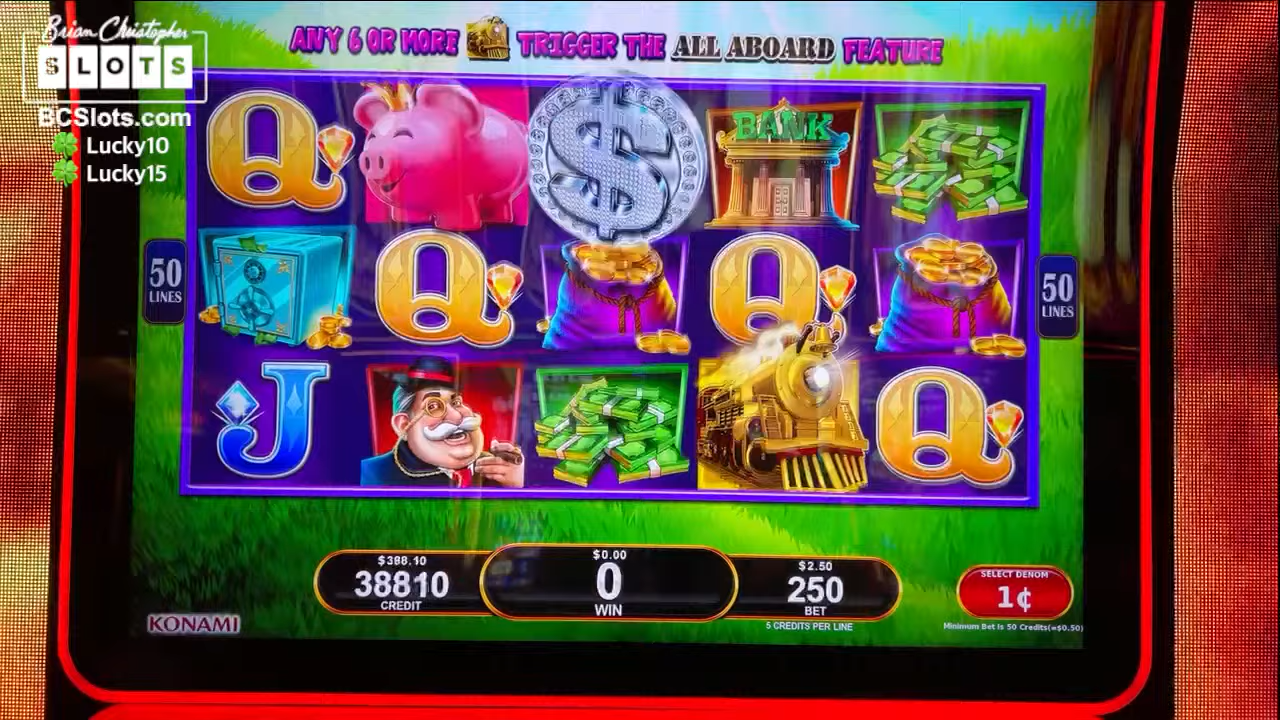 Brian Christopher
SLOTS
BCSlots.com
Lucky10
Lucky15
ANY 6 OR MORE TRIGGER THE ALL ABOARD FEATURE
Q
$
BANK
50
LINES
Q
Q
50
LINES
J
Q
$388.10
38810
CREDIT
$0.00
0
WIN
$2.50
250
BET
5 CREDITS PER LINE
SELECT DENOM
1¢
Minimum Bet is 50 Credits(=$0.50)
KONAMI